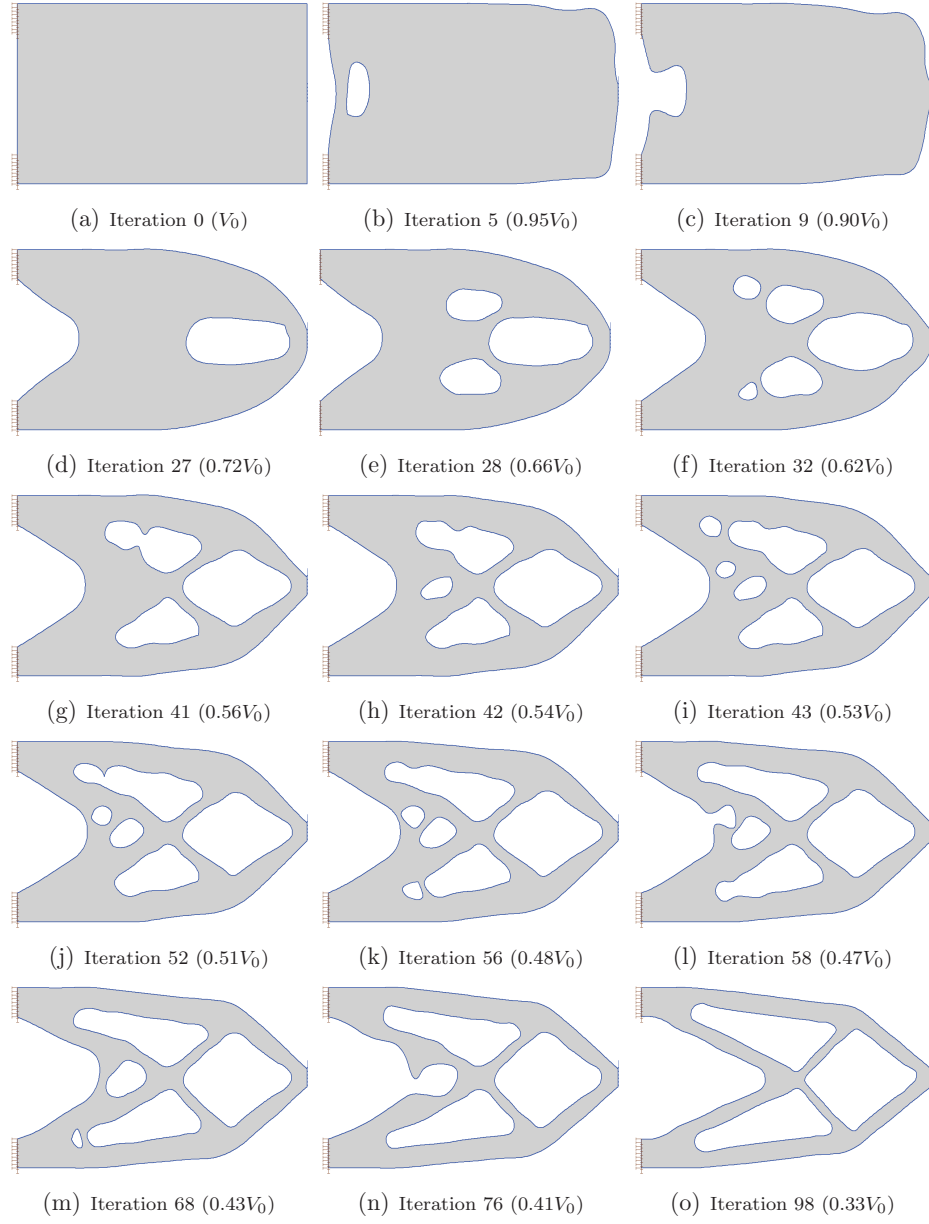 (a) Iteration 0 (V₀)
(b) Iteration 5 (0.95V₀)
(c) Iteration 9 (0.90V₀)
(d) Iteration 27 (0.72V₀)
(e) Iteration 28 (0.66V₀)
(f) Iteration 32 (0.62V₀)
(g) Iteration 41 (0.56V₀)
(h) Iteration 42 (0.54V₀)
(i) Iteration 43 (0.53V₀)
(j) Iteration 52 (0.51V₀)
(k) Iteration 56 (0.48V₀)
(l) Iteration 58 (0.47V₀)
(m) Iteration 68 (0.43V₀)
(n) Iteration 76 (0.41V₀)
(o) Iteration 98 (0.33V₀)